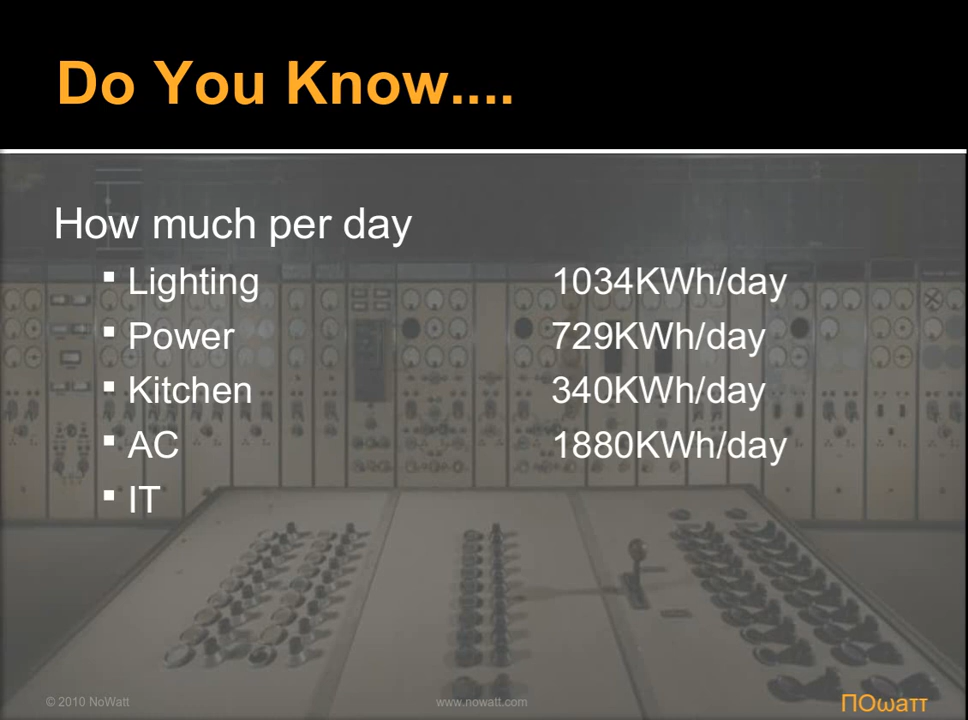 Do You Know....
How much per day
▪ Lighting 1034KWh/day
▪ Power 729KWh/day
▪ Kitchen 340KWh/day
▪ AC 1880KWh/day
▪ IT
© 2010 NoWatt www.nowatt.com ΠΟωαττ